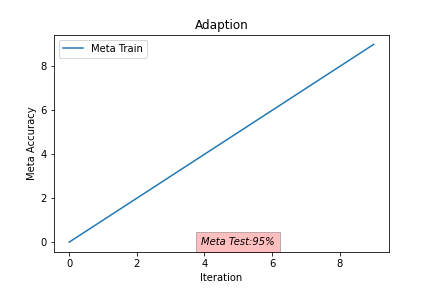 Adaption
Meta Train
8
6
4
2
0
Meta Accuracy
Meta Test:95%
0 2 4 6 8
Iteration